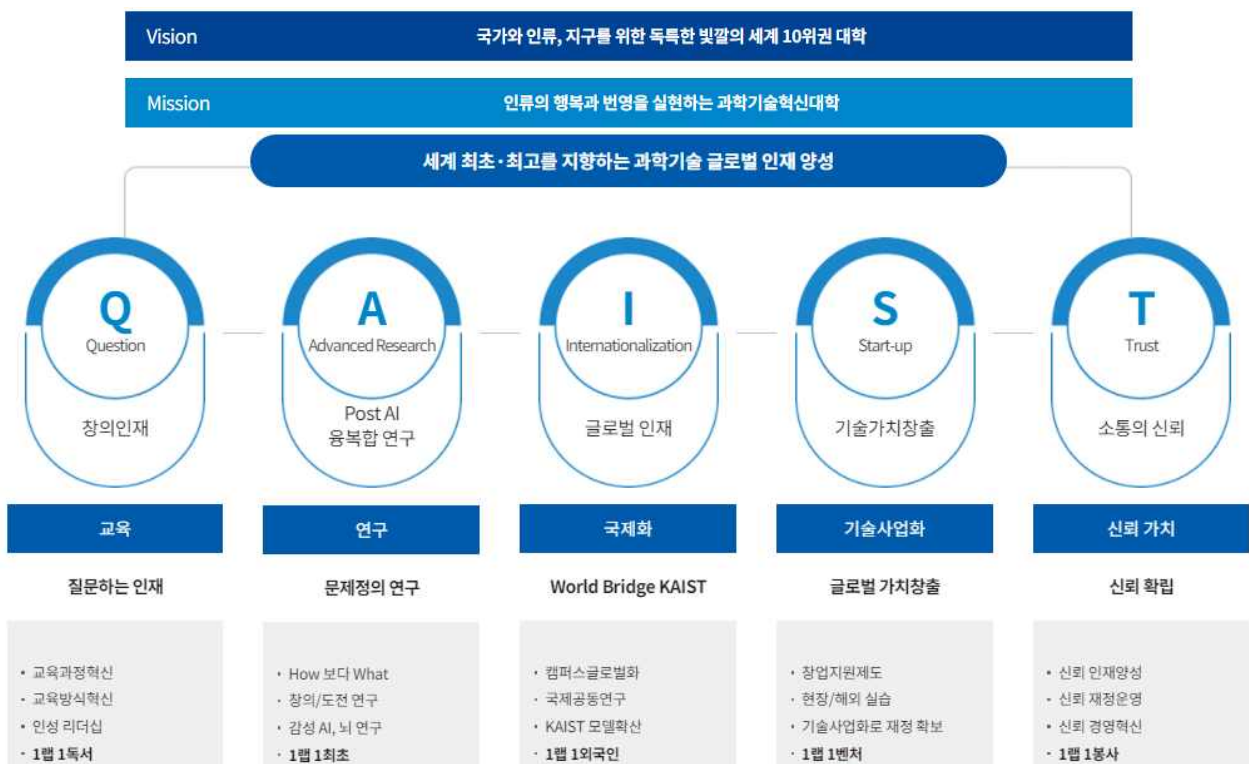 Vision
국가와 인류, 지구를 위한 독특한 빛깔의 세계 10위권 대학
Mission
인류의 행복과 번영을 실현하는 과학기술혁신대학
세계 최초·최고를 지향하는 과학기술 글로벌 인재 양성
Q
Question
창의인재
교육
질문하는 인재
• 교육과정혁신
• 교육방식혁신
• 인성 리더십
· 1랩 1독서
A
Advanced Research
Post AI
융복합 연구
연구
문제정의 연구
· How 보다 What
· 창의/도전 연구
· 감성 AI, 뇌 연구
· 1랩 1최초
I
Internationalization
글로벌 인재
국제화
World Bridge KAIST
· 캠퍼스글로벌화
· 국제공동연구
· KAIST 모델확산
· 1랩 1외국인
S
Start-up
기술가치창출
기술사업화
글로벌 가치창출
· 창업지원제도
· 현장/해외 실습
· 기술사업화로 재정 확보
· 1랩 1벤처
T
Trust
소통의 신뢰
신뢰 가치
신뢰 확립
• 신뢰 인재양성
• 신뢰 재정운영
• 신뢰 경영혁신
· 1랩 1봉사